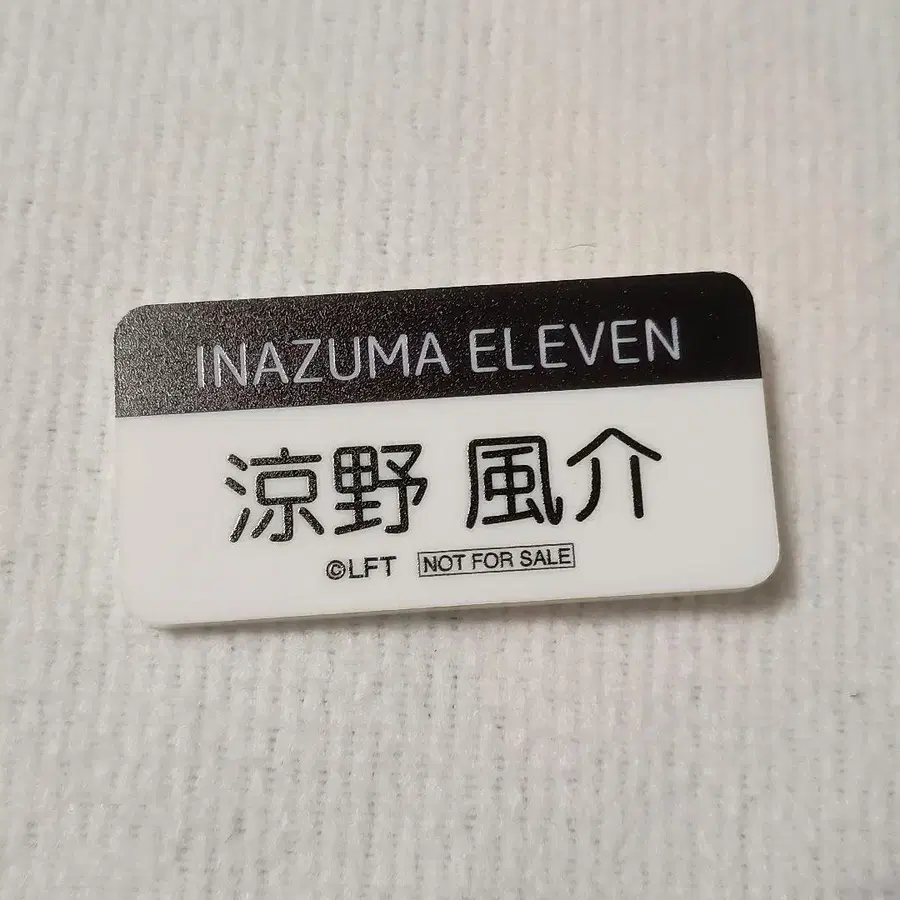 INAZUMA ELEVEN
涼野 風介
©LFT NOT FOR SALE